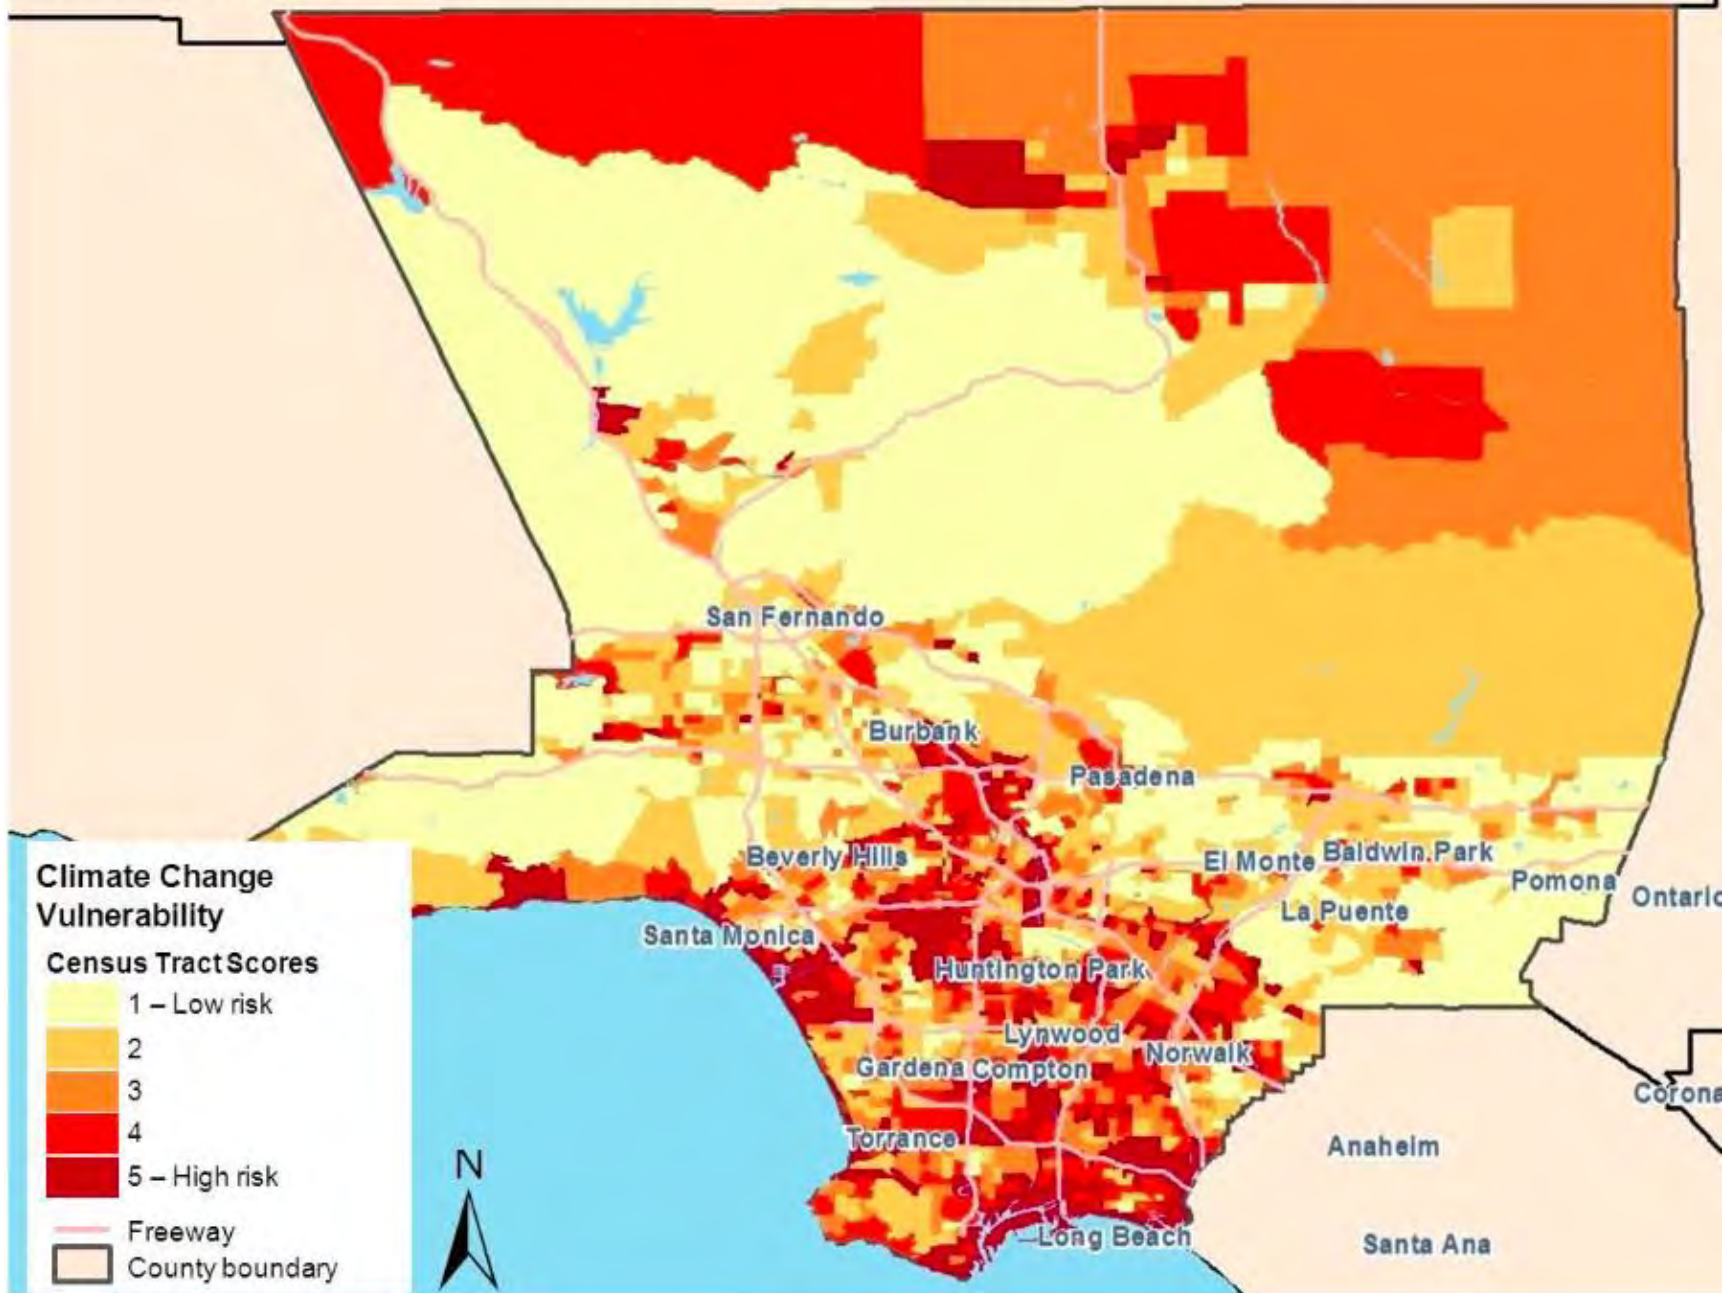 San Fernando
Burbank
Pasadena
Beverly Hills
El Monte
Baldwin Park
Pomona
Ontario
La Puente
Santa Monica
Huntington Park
Lynwood
Norwalk
Gardena
Compton
Corona
Torrance
Anaheim
Long Beach
Santa Ana
Climate Change
Vulnerability
Census Tract Scores
1 – Low risk
2
3
4
5 – High risk
Freeway
County boundary
N